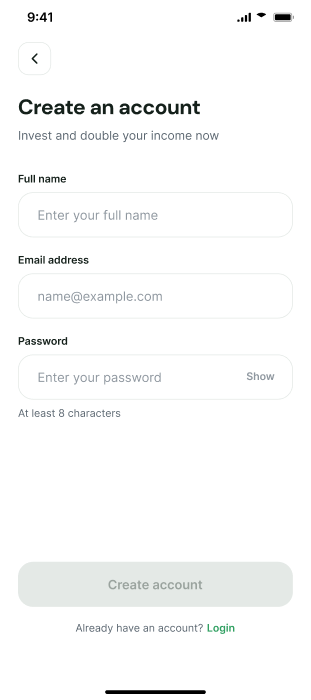 9:41
Create an account
Invest and double your income now
Full name
Enter your full name
Email address
name@example.com
Password
Enter your password Show
At least 8 characters
Create account
Already have an account? Login